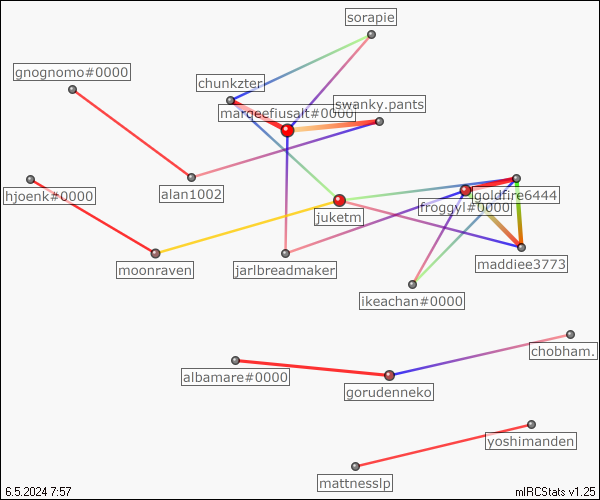 sorapie
gnognomo#0000
chunkzter
swanky.pants
marqeefiusalt#0000
hjoenk#0000
alan1002
goldfire6444
froggyl#0000
juketm
moonraven
jarlbreadmaker
maddiee3773
ikeachan#0000
chobham.
albamare#0000
gorudenneko
yoshimanden
mattnesslp
6.5.2024 7:57
mIRCStats v1.25